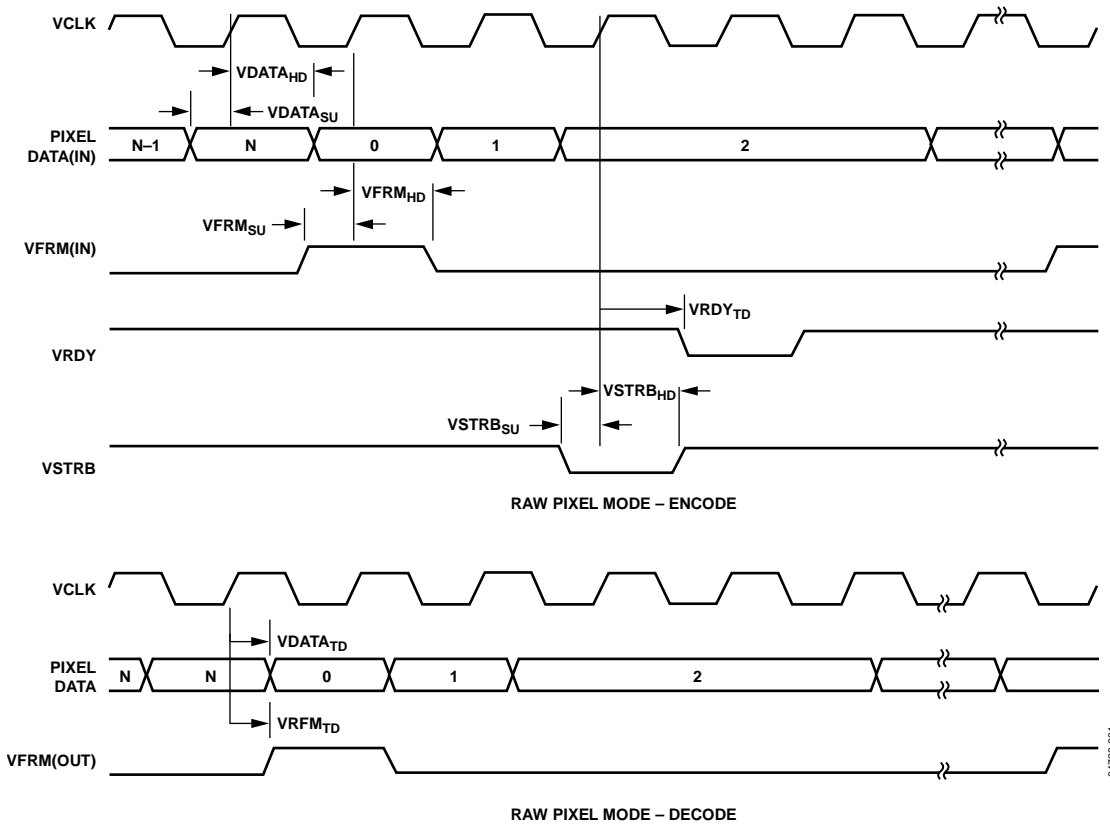 VCLK
VDATAHD
VDATASU
PIXEL
DATA(IN)
N–1
N
0
1
2
VFRMHD
VFRMSU
VFRM(IN)
VRDYTD
VRDY
VSTRBHD
VSTRBSU
VSTRB
RAW PIXEL MODE – ENCODE
VCLK
VDATATD
PIXEL
DATA
N
N
0
1
2
VRFMTD
VFRM(OUT)
RAW PIXEL MODE – DECODE